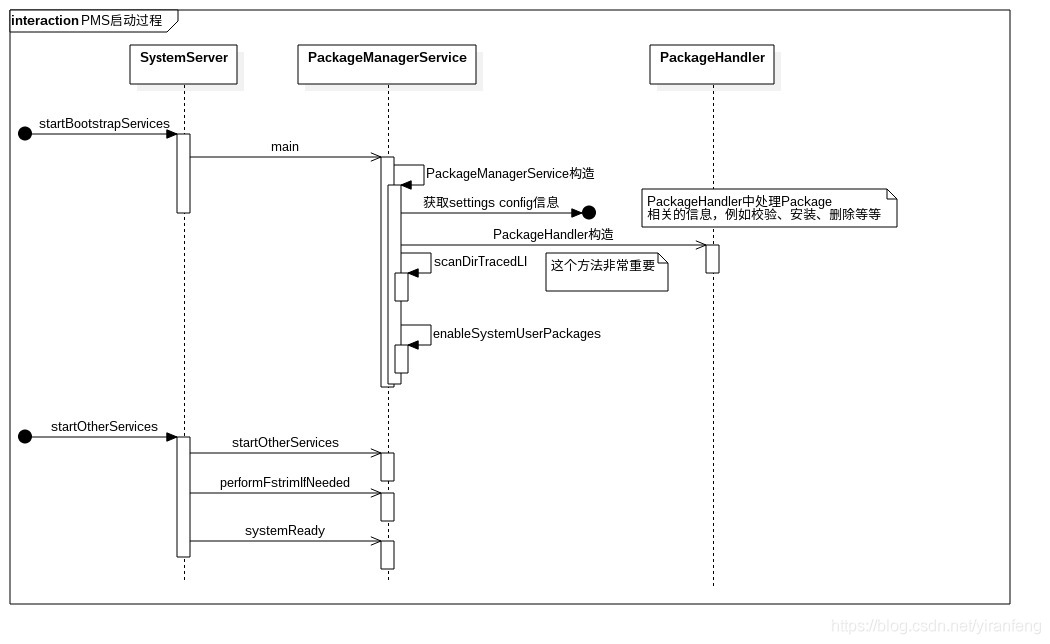 interaction PMS启动过程
SystemServer
PackageManagerService
PackageHandler
startBootstrapServices
main
PackageManagerService构造
获取settings config信息
PackageHandler中处理Package
相关的信息，例如校验、安装、删除等等
PackageHandler构造
scanDirTracedLI
这个方法非常重要
enableSystemUserPackages
startOtherServices
startOtherServices
performFstrimIfNeeded
systemReady
https://blog.csdn.net/yiranfang